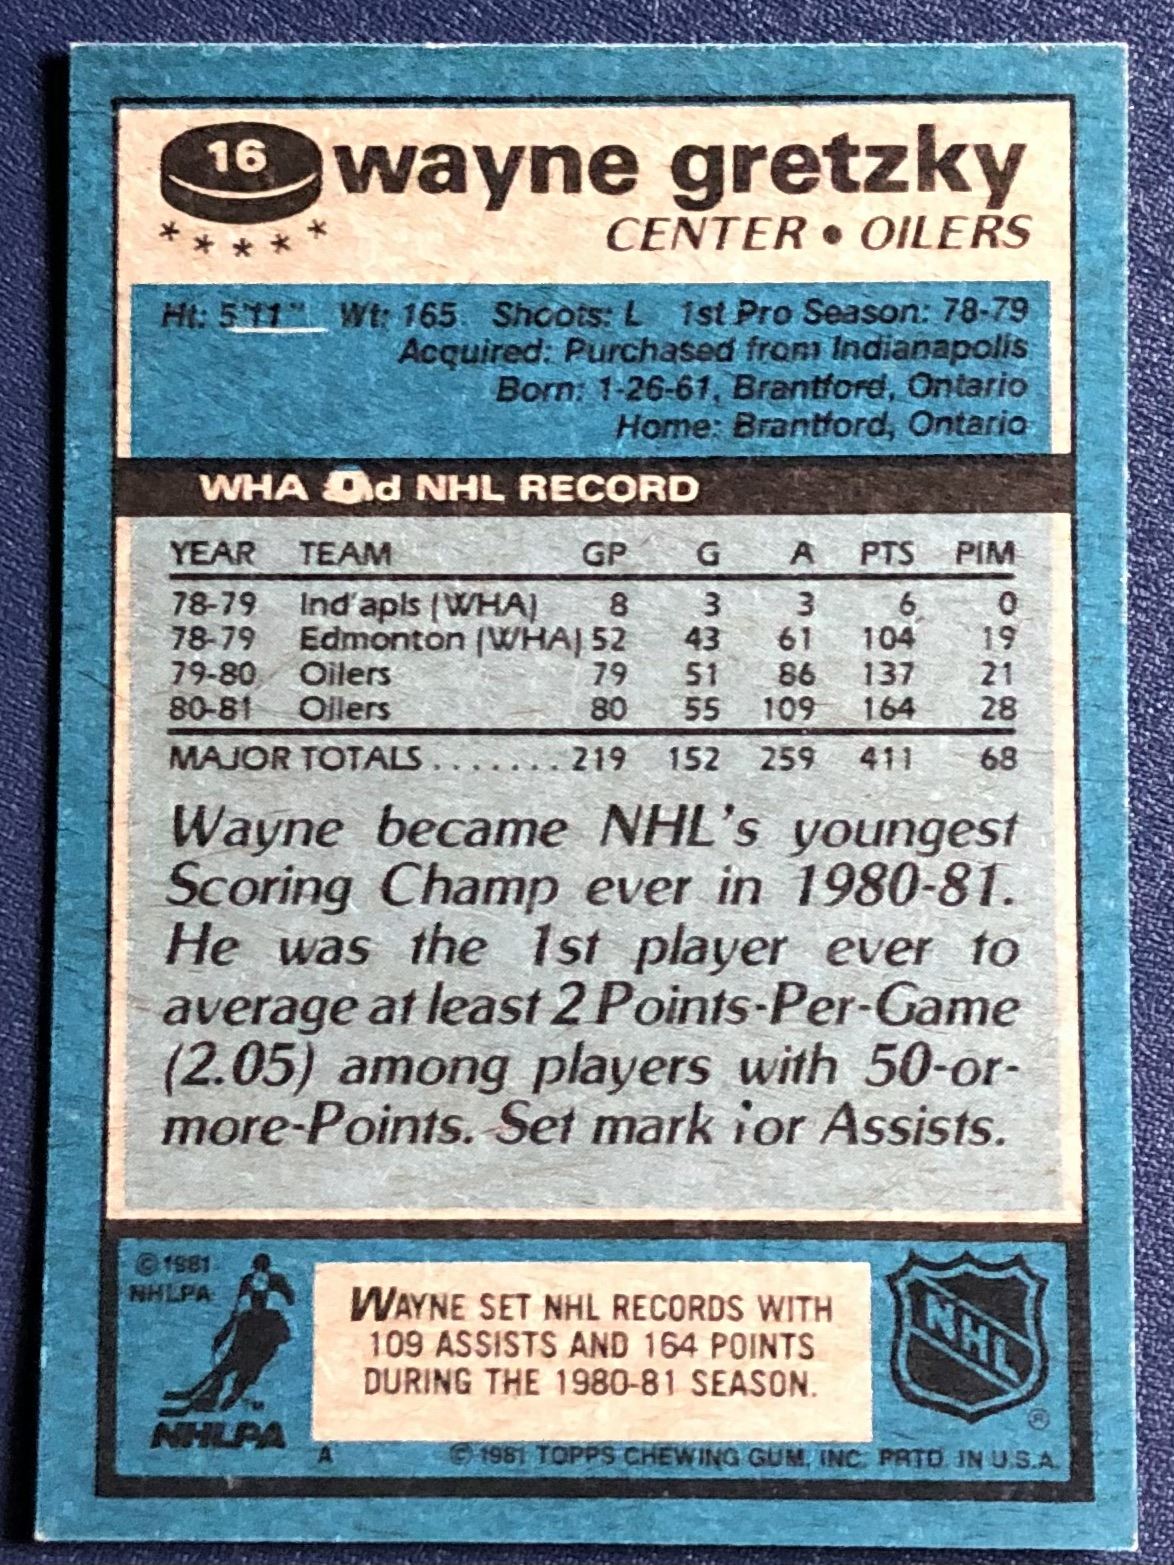 16 wayne gretzky
* * * * *
CENTER • OILERS
Ht: 5'11" Wt: 165 Shoots: L 1st Pro Season: 78-79
Acquired: Purchased from Indianapolis
Born: 1-26-61, Brantford, Ontario
Home: Brantford, Ontario
WHA and NHL RECORD
YEAR TEAM GP G A PTS PIM
78-79 Ind'apls (WHA) 8 3 3 6 0
78-79 Edmonton (WHA) 52 43 61 104 19
79-80 Oilers 79 51 86 137 21
80-81 Oilers 80 55 109 164 28
MAJOR TOTALS . . . . . . . 219 152 259 411 68
Wayne became NHL's youngest
Scoring Champ ever in 1980-81.
He was the 1st player ever to
average at least 2 Points-Per-Game
(2.05) among players with 50-or-
more-Points. Set mark for Assists.
© 1981
NHLPA
WAYNE SET NHL RECORDS WITH
109 ASSISTS AND 164 POINTS
DURING THE 1980-81 SEASON.
NHL
®
TM
NHLPA
A © 1981 TOPPS CHEWING GUM, INC. PRTD. IN U.S.A.